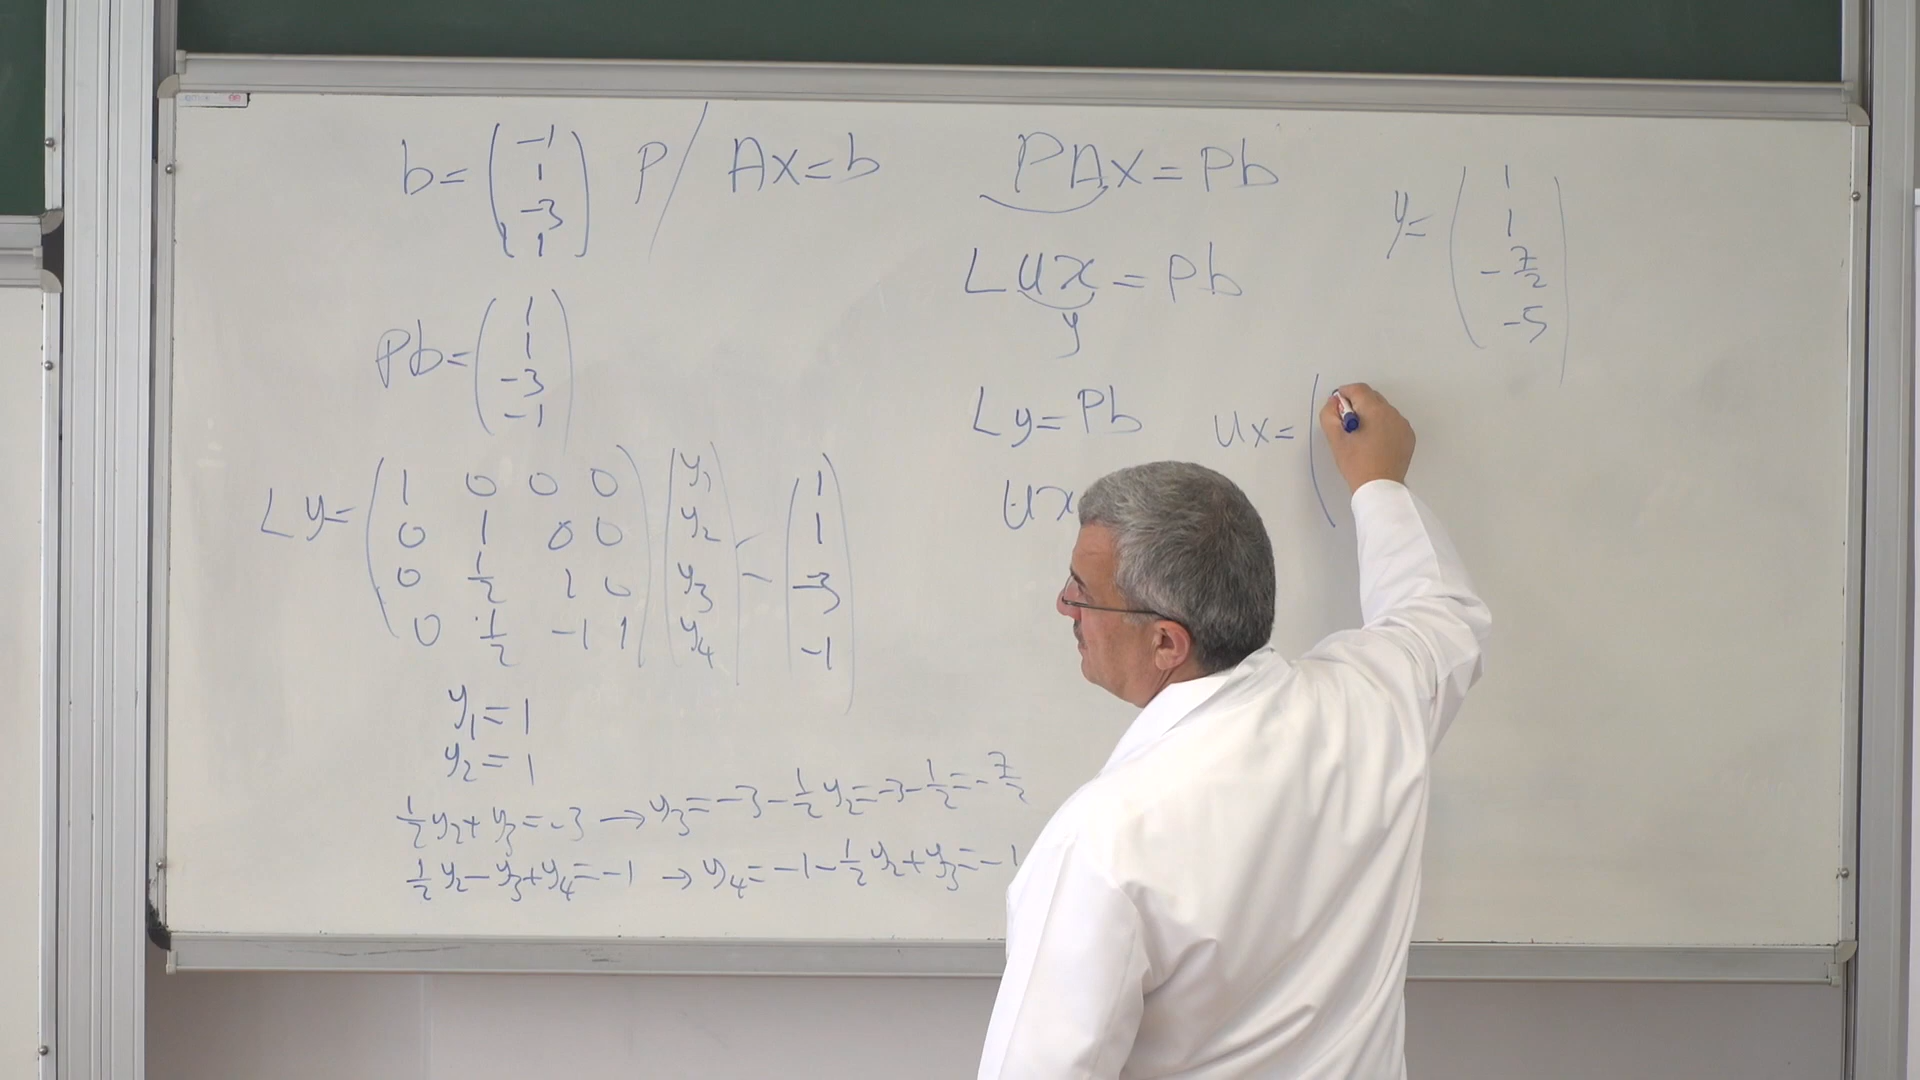 b = (-1 1 -3 1) P / Ax = b
PAx = Pb
LUx = Pb
y
y = (1 1 -7/2 -5)
Pb = (1 1 -3 -1)
Ly = Pb
Ux = (
Ux
Ly = (1 0 0 0
0 1 0 0
0 1/2 1 0
0 1/2 -1 1) (y1 y2 y3 y4) = (1 1 -3 -1)
y1 = 1
y2 = 1
1/2 y2 + y3 = -3 → y3 = -3 - 1/2 y2 = -3 - 1/2 = -7/2
1/2 y2 - y3 + y4 = -1 → y4 = -1 - 1/2 y2 + y3 = -1